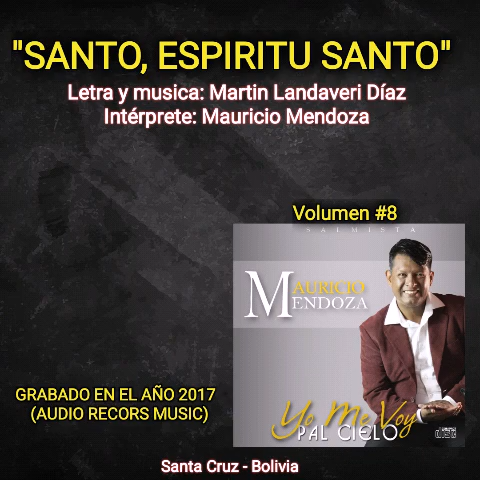 "SANTO, ESPIRITU SANTO"
Letra y musica: Martin Landaveri Díaz
Intérprete: Mauricio Mendoza
Volumen #8
SALMISTA
MAURICIO
MENDOZA
Yo Me Voy
PAL CIELO
disc
GRABADO EN EL AÑO 2017
(AUDIO RECORS MUSIC)
Santa Cruz - Bolivia